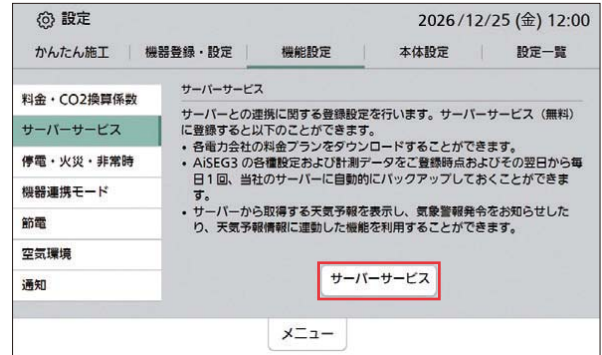 設定
2026/12/25 (金) 12:00
かんたん施工
機器登録・設定
機能設定
本体設定
設定一覧
料金・CO2換算係数
サーバーサービス
停電・火災・非常時
機器連携モード
節電
空気環境
通知
サーバーサービス
サーバーとの連携に関する登録設定を行います。サーバーサービス（無料）
に登録すると以下のことができます。
• 各電力会社の料金プランをダウンロードすることができます。
• AiSEG3 の各種設定および計測データをご登録時点およびその翌日から毎
日1回、当社のサーバーに自動的にバックアップしておくことができま
す。
• サーバーから取得する天気予報を表示し、気象警報発令をお知らせした
り、天気予報情報に連動した機能を利用することができます。
サーバーサービス
メニュー